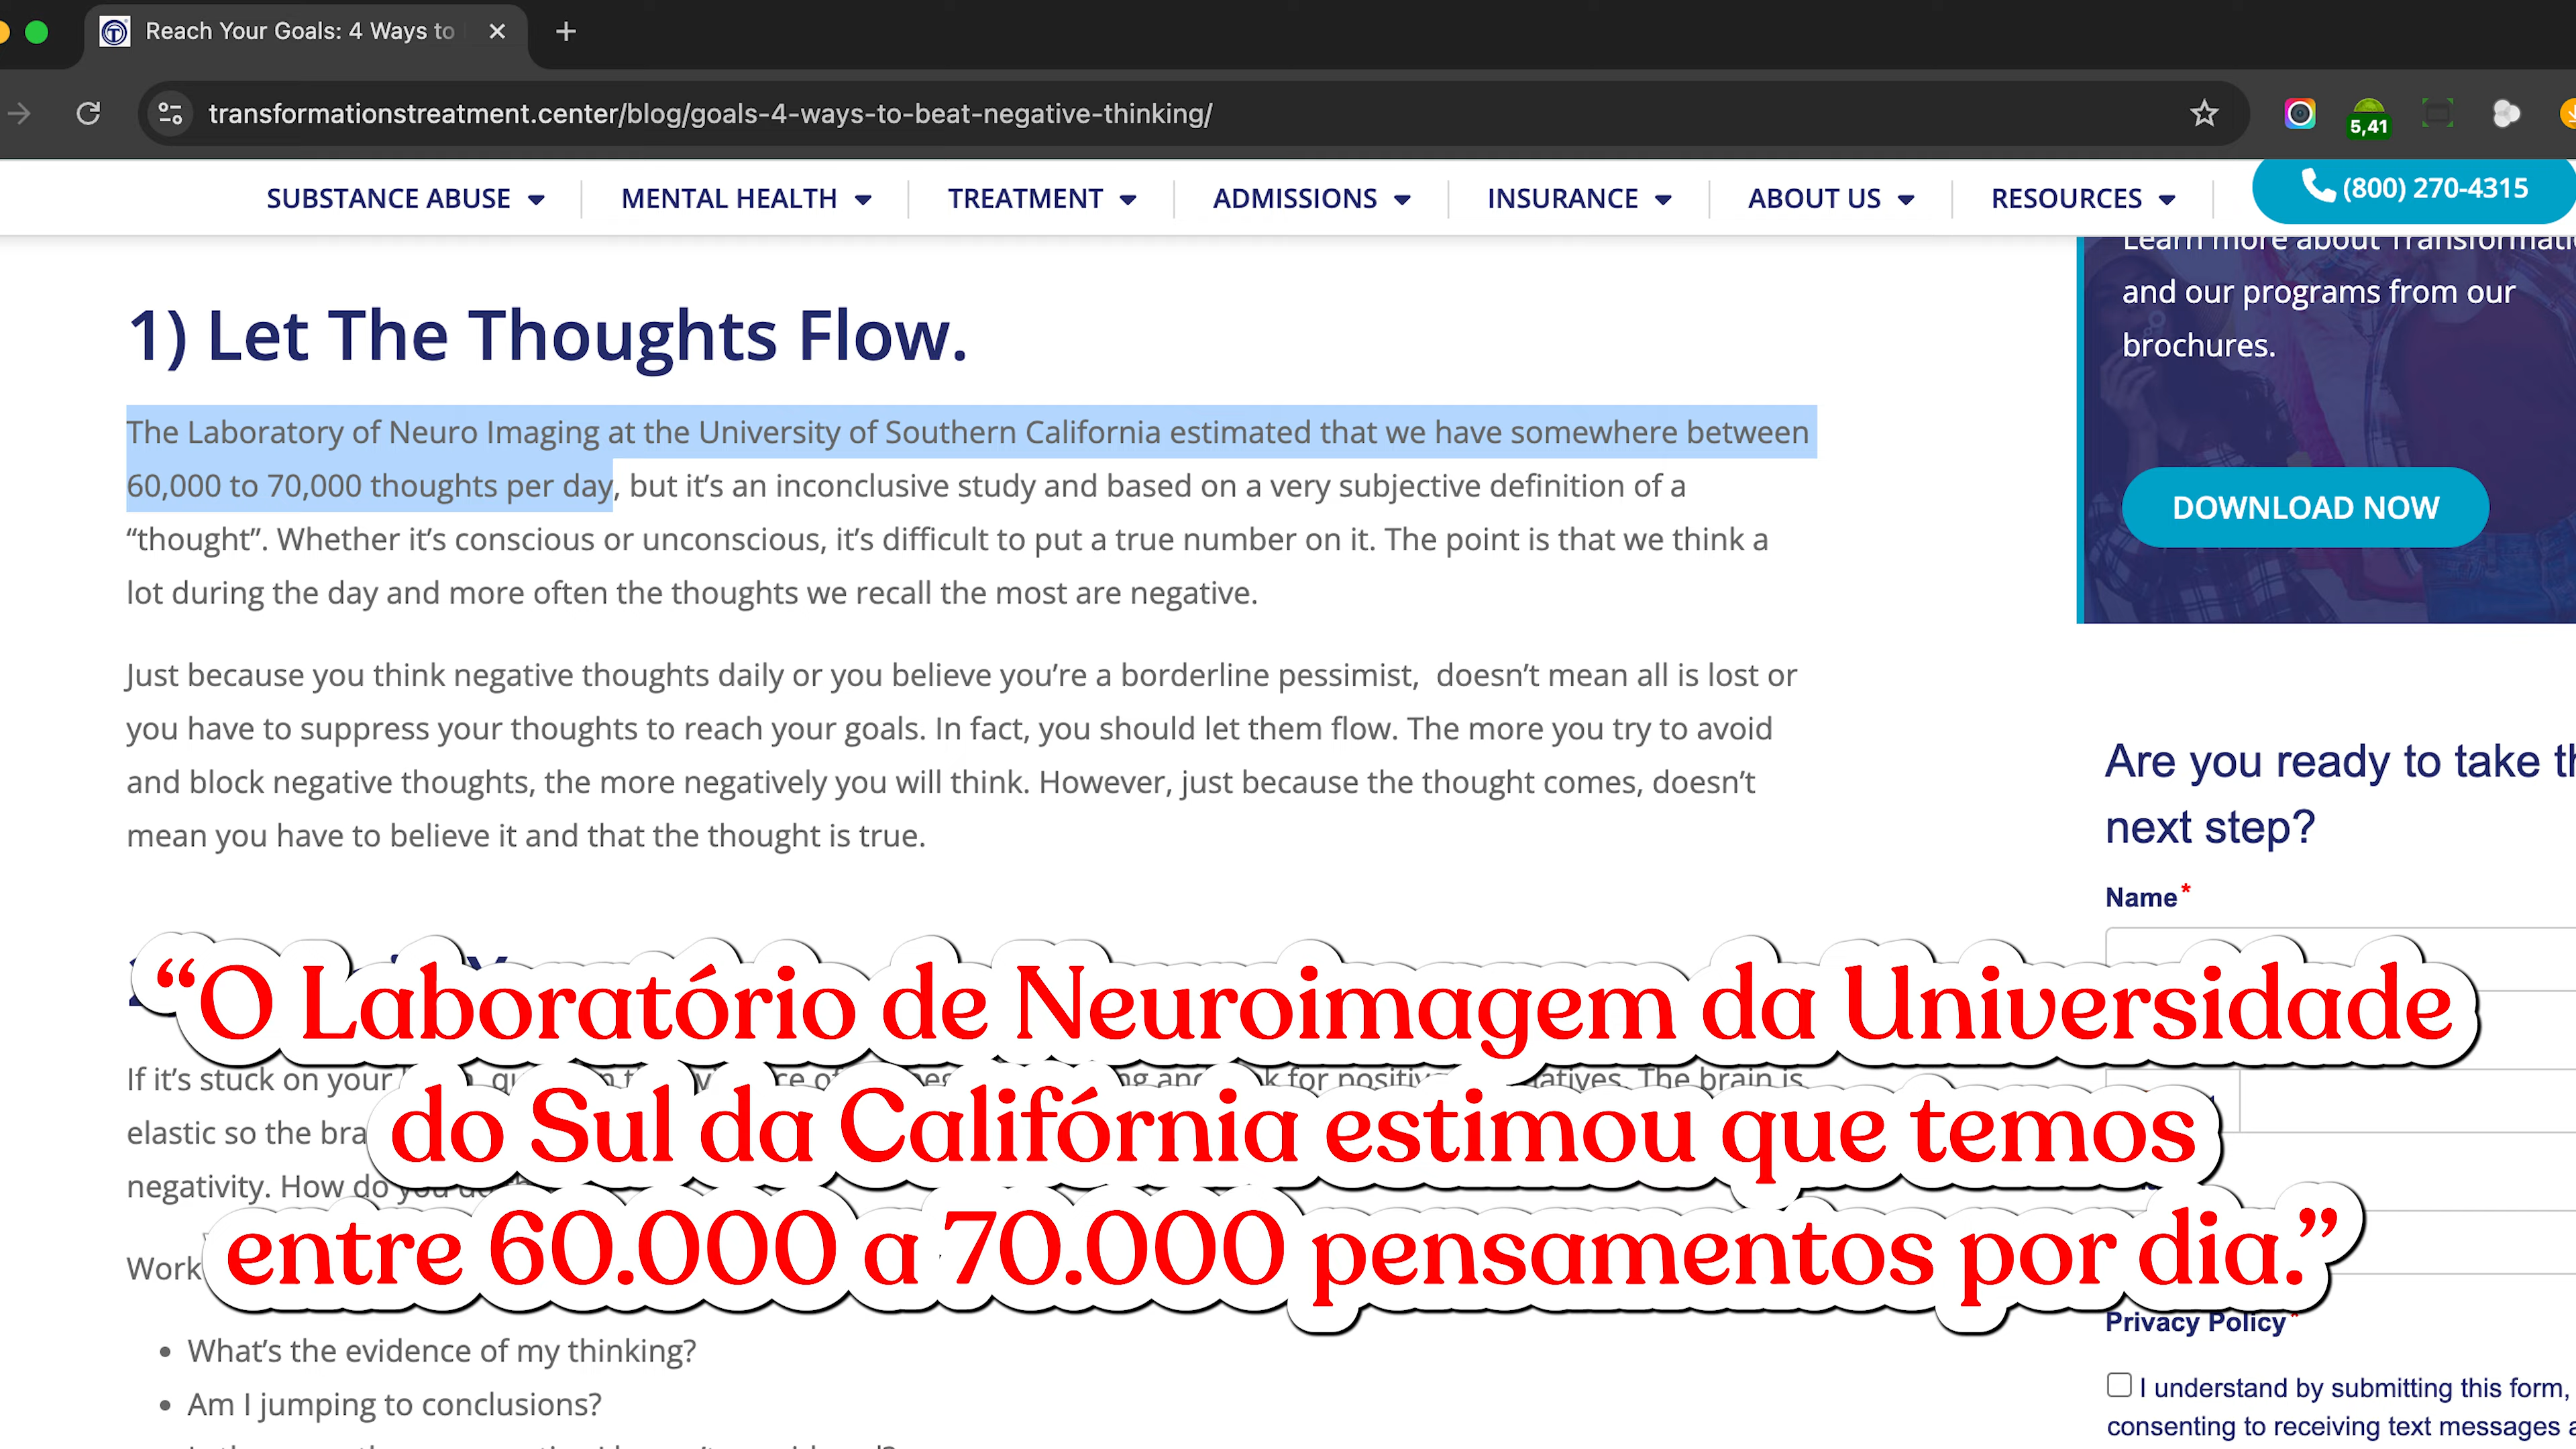 Reach Your Goals: 4 Ways to
transformationstreatment.center/blog/goals-4-ways-to-beat-negative-thinking/
5,41
SUBSTANCE ABUSE
MENTAL HEALTH
TREATMENT
ADMISSIONS
INSURANCE
ABOUT US
RESOURCES
(800) 270-4315
1) Let The Thoughts Flow.
The Laboratory of Neuro Imaging at the University of Southern California estimated that we have somewhere between
60,000 to 70,000 thoughts per day, but it’s an inconclusive study and based on a very subjective definition of a
“thought”. Whether it’s conscious or unconscious, it’s difficult to put a true number on it. The point is that we think a
lot during the day and more often the thoughts we recall the most are negative.
Just because you think negative thoughts daily or you believe you’re a borderline pessimist, doesn’t mean all is lost or
you have to suppress your thoughts to reach your goals. In fact, you should let them flow. The more you try to avoid
and block negative thoughts, the more negatively you will think. However, just because the thought comes, doesn’t
mean you have to believe it and that the thought is true.
“O Laboratório de Neuroimagem da Universidade
do Sul da Califórnia estimou que temos
entre 60.000 a 70.000 pensamentos por dia.”
If it’s stuck on your
for positiv
The brain is
elastic so the bra
negativity. How do
Work
• What’s the evidence of my thinking?
• Am I jumping to conclusions?
Learn more about Transformati
and our programs from our
brochures.
DOWNLOAD NOW
Are you ready to take th
next step?
Name*
Privacy Policy*
I understand by submitting this form,
consenting to receiving text messages a